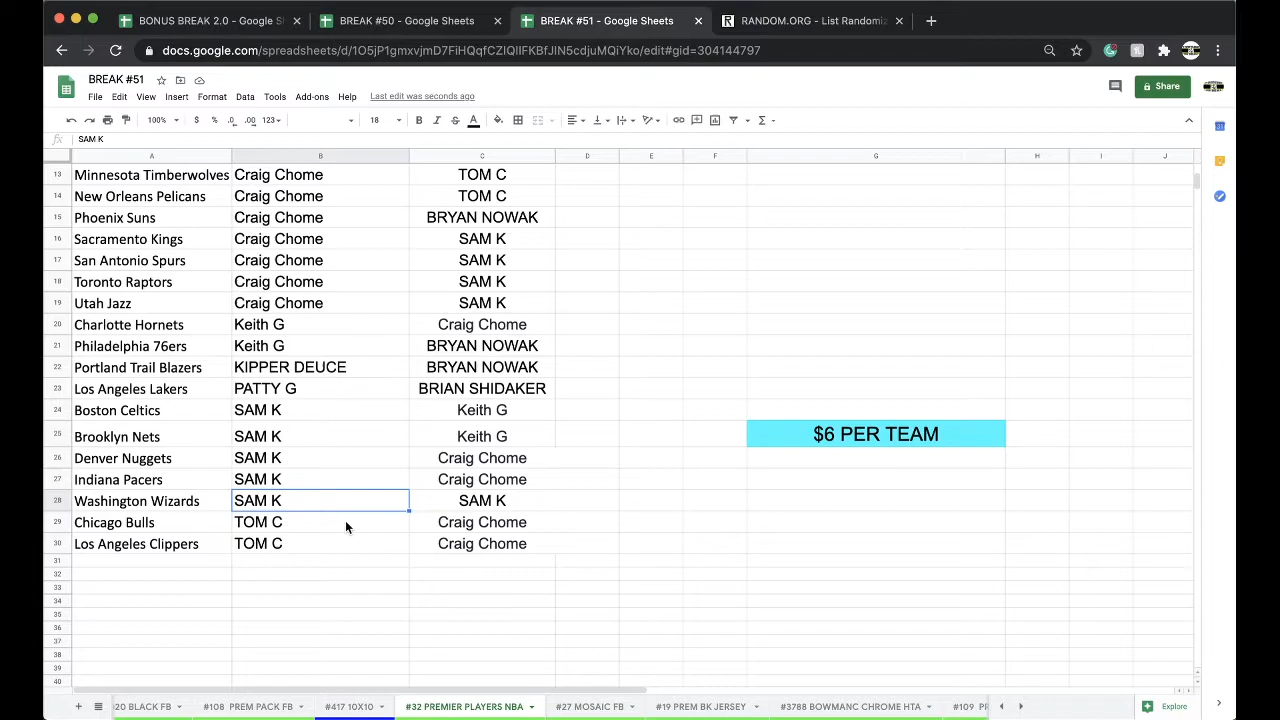 BONUS BREAK 2.0 - Google S
BREAK #50 - Google Sheets
BREAK #51 - Google Sheets
RANDOM.ORG - List Randomiz
docs.google.com/spreadsheets/d/1O5jP1gmxvjmD7FiHQqfCZIQIIFKBfJIN5cdjuMQiYko/edit#gid=304144797
BREAK #51
File Edit View Insert Format Data Tools Add-ons Help Last edit was seconds ago
Share
100% $ % .0 .00 123 18
fx SAM K
A B C D E F G H I J
13 Minnesota Timberwolves Craig Chome TOM C
14 New Orleans Pelicans Craig Chome TOM C
15 Phoenix Suns Craig Chome BRYAN NOWAK
16 Sacramento Kings Craig Chome SAM K
17 San Antonio Spurs Craig Chome SAM K
18 Toronto Raptors Craig Chome SAM K
19 Utah Jazz Craig Chome SAM K
20 Charlotte Hornets Keith G Craig Chome
21 Philadelphia 76ers Keith G BRYAN NOWAK
22 Portland Trail Blazers KIPPER DEUCE BRYAN NOWAK
23 Los Angeles Lakers PATTY G BRIAN SHIDAKER
24 Boston Celtics SAM K Keith G
25 Brooklyn Nets SAM K Keith G $6 PER TEAM
26 Denver Nuggets SAM K Craig Chome
27 Indiana Pacers SAM K Craig Chome
28 Washington Wizards SAM K SAM K
29 Chicago Bulls TOM C Craig Chome
30 Los Angeles Clippers TOM C Craig Chome
31
32
33
34
35
36
37
38
39
40
20 BLACK FB #108 PREM PACK FB #417 10X10 #32 PREMIER PLAYERS NBA #27 MOSAIC FB #19 PREM BK JERSEY #3788 BOWMANC CHROME HTA #109 PR Explore